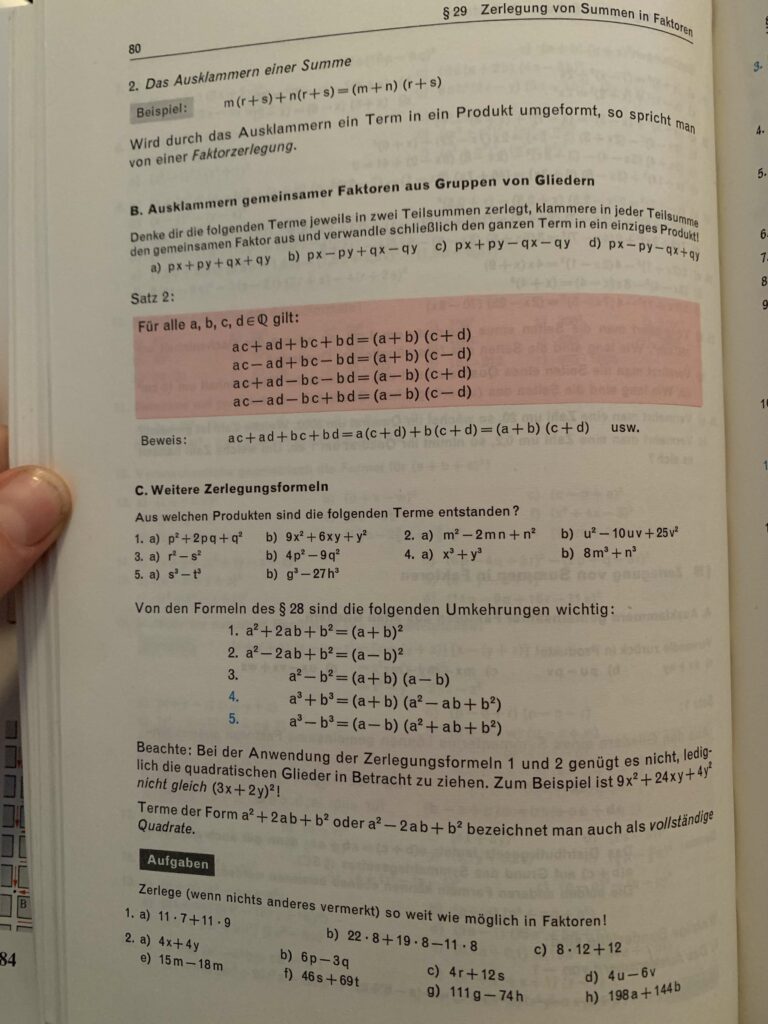 80
§ 29 Zerlegung von Summen in Faktoren
2. Das Ausklammern einer Summe
Beispiel: m(r+s)+n(r+s)=(m+n) (r+s)
Wird durch das Ausklammern ein Term in ein Produkt umgeformt, so spricht man
von einer Faktorzerlegung.
B. Ausklammern gemeinsamer Faktoren aus Gruppen von Gliedern
Denke dir die folgenden Terme jeweils in zwei Teilsummen zerlegt, klammere in jeder Teilsumme
den gemeinsamen Faktor aus und verwandle schließlich den ganzen Term in ein einziges Produkt!
a) px+py+qx+qy b) px−py+qx−qy c) px+py−qx−qy d) px−py−qx+qy
Satz 2:
Für alle a, b, c, d∈ℚ gilt:
ac+ad+bc+bd=(a+b) (c+d)
ac−ad+bc−bd=(a+b) (c−d)
ac+ad−bc−bd=(a−b) (c+d)
ac−ad−bc+bd=(a−b) (c−d)
Beweis: ac+ad+bc+bd=a(c+d)+b(c+d)=(a+b) (c+d) usw.
C. Weitere Zerlegungsformeln
Aus welchen Produkten sind die folgenden Terme entstanden?
1. a) p²+2pq+q² b) 9x²+6xy+y² 2. a) m²−2mn+n² b) u²−10uv+25v²
3. a) r²−s² b) 4p²−9q² 4. a) x³+y³ b) 8m³+n³
5. a) s³−t³ b) g³−27h³
Von den Formeln des § 28 sind die folgenden Umkehrungen wichtig:
1. a²+2ab+b²=(a+b)²
2. a²−2ab+b²=(a−b)²
3. a²−b²=(a+b) (a−b)
4. a³+b³=(a+b) (a²−ab+b²)
5. a³−b³=(a−b) (a²+ab+b²)
Beachte: Bei der Anwendung der Zerlegungsformeln 1 und 2 genügt es nicht, ledig-
lich die quadratischen Glieder in Betracht zu ziehen. Zum Beispiel ist 9x²+24xy+4y²
nicht gleich (3x+2y)²!
Terme der Form a²+2ab+b² oder a²−2ab+b² bezeichnet man auch als vollständige
Quadrate.
Aufgaben
Zerlege (wenn nichts anderes vermerkt) so weit wie möglich in Faktoren!
1. a) 11·7+11·9 b) 22·8+19·8−11·8 c) 8·12+12
2. a) 4x+4y b) 6p−3q c) 4r+12s d) 4u−6v
e) 15m−18m f) 46s+69t g) 111g−74h h) 198a+144b
84
B
3.
4.
5.
6
7.
8
9
10
1